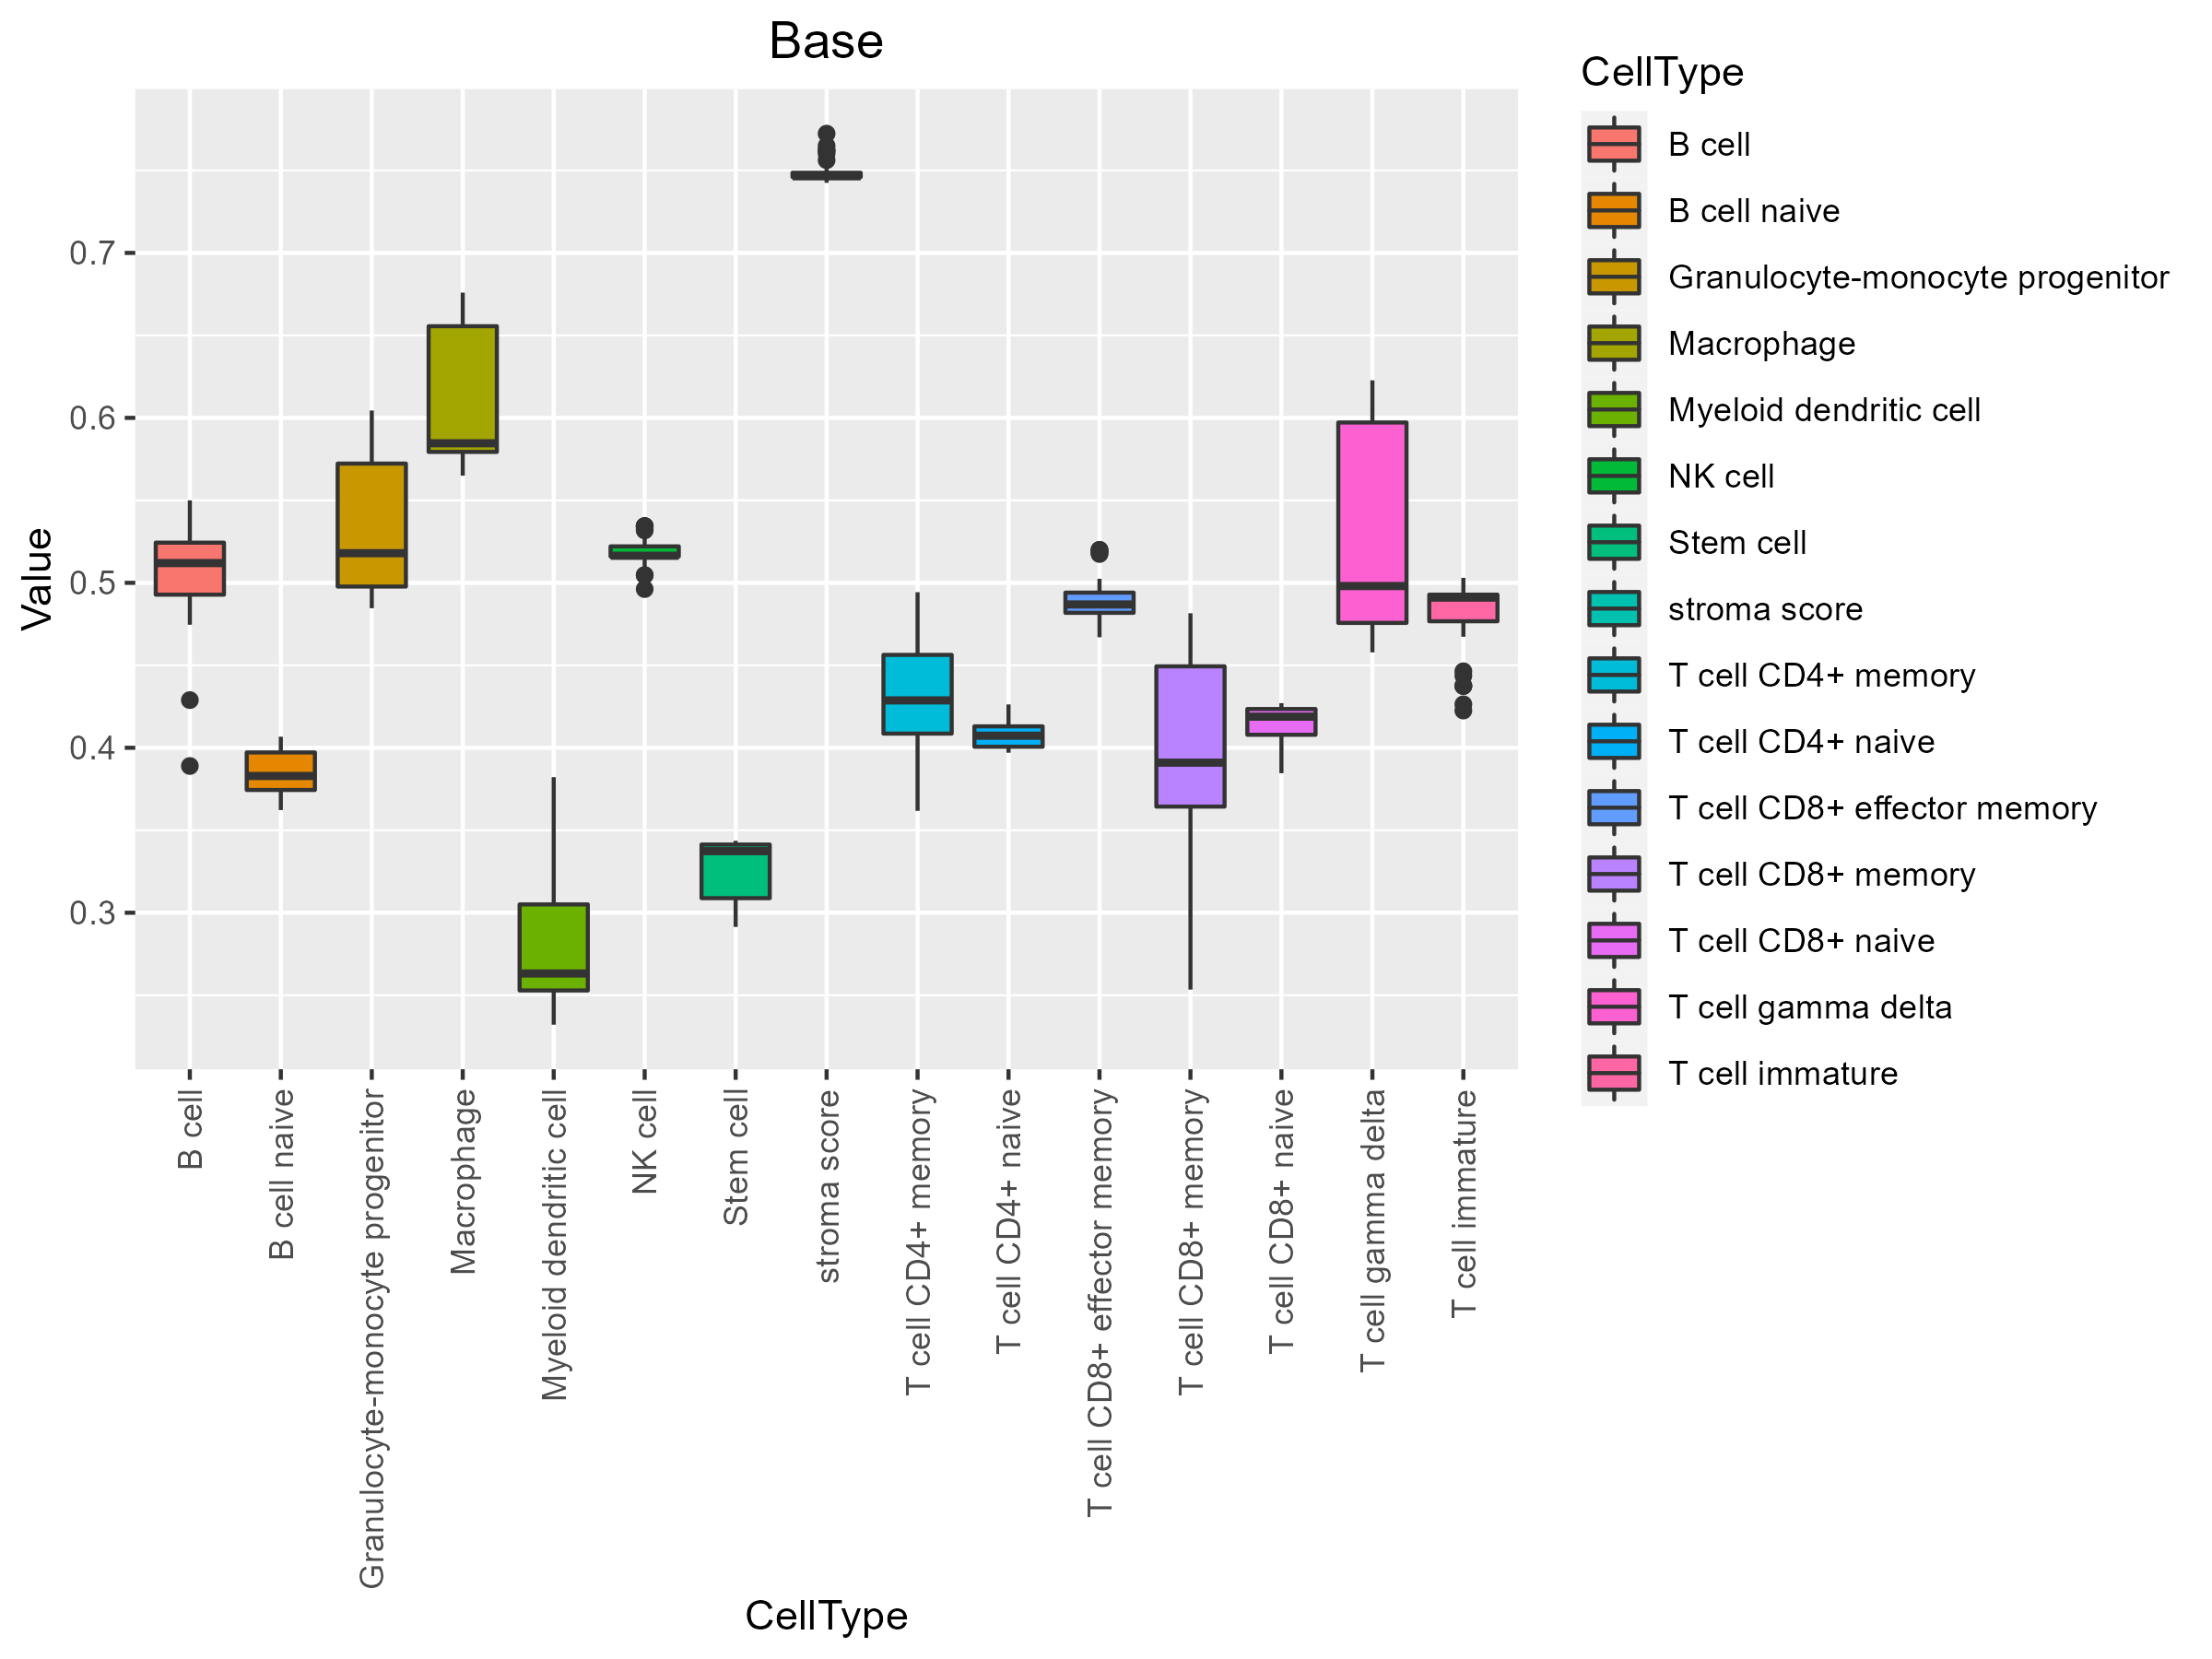 Base
Value
0.7
0.6
0.5
0.4
0.3
B cell
B cell naive
Granulocyte-monocyte progenitor
Macrophage
Myeloid dendritic cell
NK cell
Stem cell
stroma score
T cell CD4+ memory
T cell CD4+ naive
T cell CD8+ effector memory
T cell CD8+ memory
T cell CD8+ naive
T cell gamma delta
T cell immature
CellType
CellType
B cell
B cell naive
Granulocyte-monocyte progenitor
Macrophage
Myeloid dendritic cell
NK cell
Stem cell
stroma score
T cell CD4+ memory
T cell CD4+ naive
T cell CD8+ effector memory
T cell CD8+ memory
T cell CD8+ naive
T cell gamma delta
T cell immature